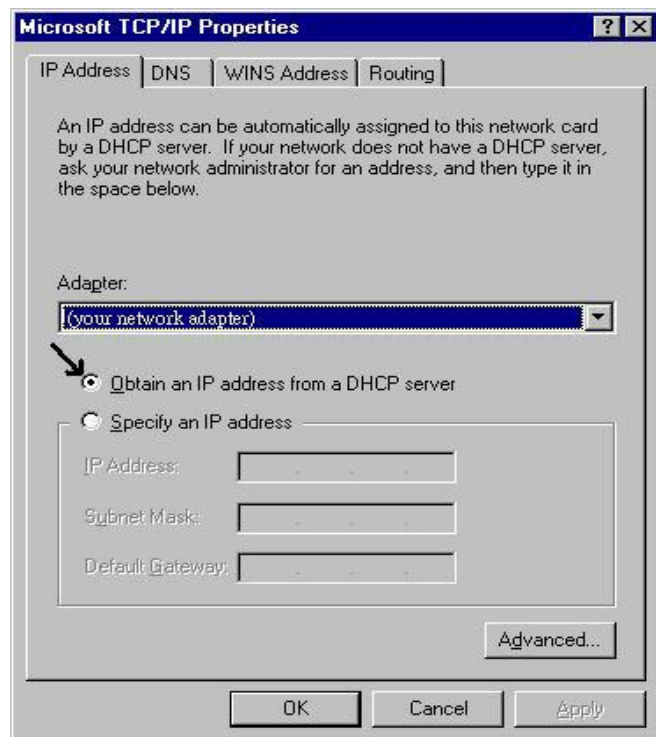 Microsoft TCP/IP Properties
IP Address DNS WINS Address Routing
An IP address can be automatically assigned to this network card
by a DHCP server. If your network does not have a DHCP server,
ask your network administrator for an address, and then type it in
the space below.
Adapter:
(your network adapter)
Obtain an IP address from a DHCP server
Specify an IP address
IP Address:
Subnet Mask:
Default Gateway:
Advanced...
OK Cancel Apply